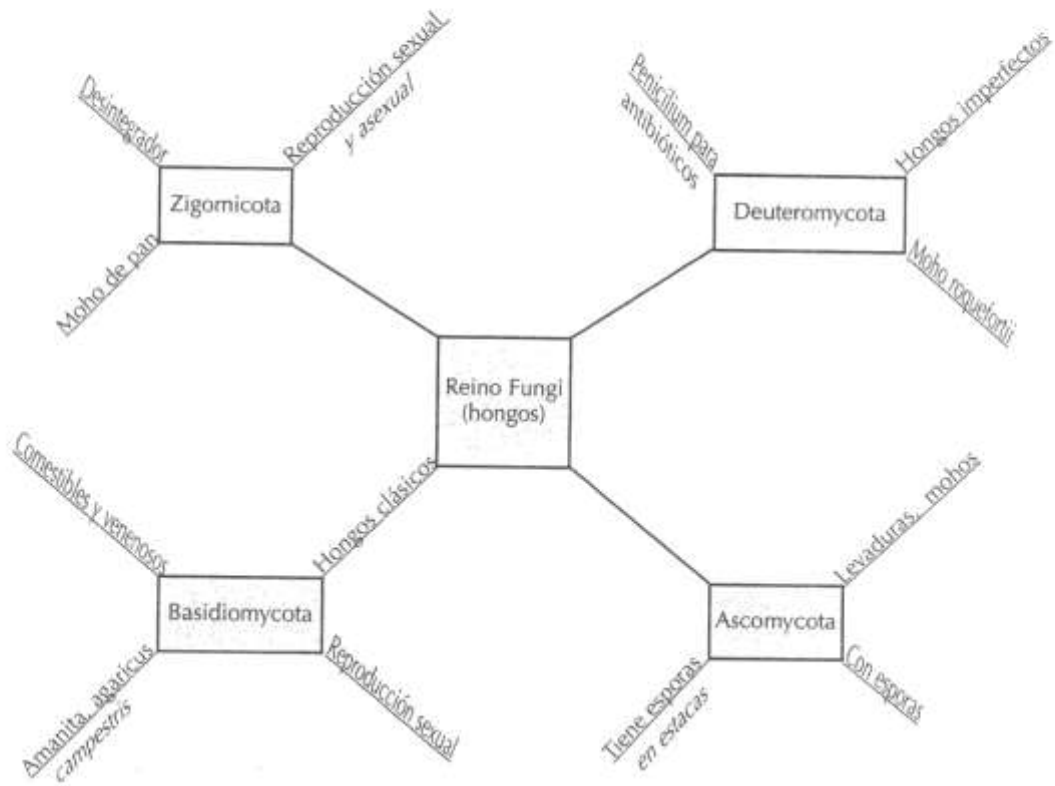 Desintegrador
Reproducción sexual
y asexual
Zigomicota
Moho de pan
Penicilium para
antibióticos
Hongos imperfectos
Deuteromycota
Moho roquefortii
Reino Fungi
(hongos)
Comestibles y venenosos
Hongos clásicos
Basidiomycota
Amanita, agaricus
campestris
Reproducción sexual
Levaduras, mohos
Ascomycota
Tiene esporas
en estacas
Con esporas